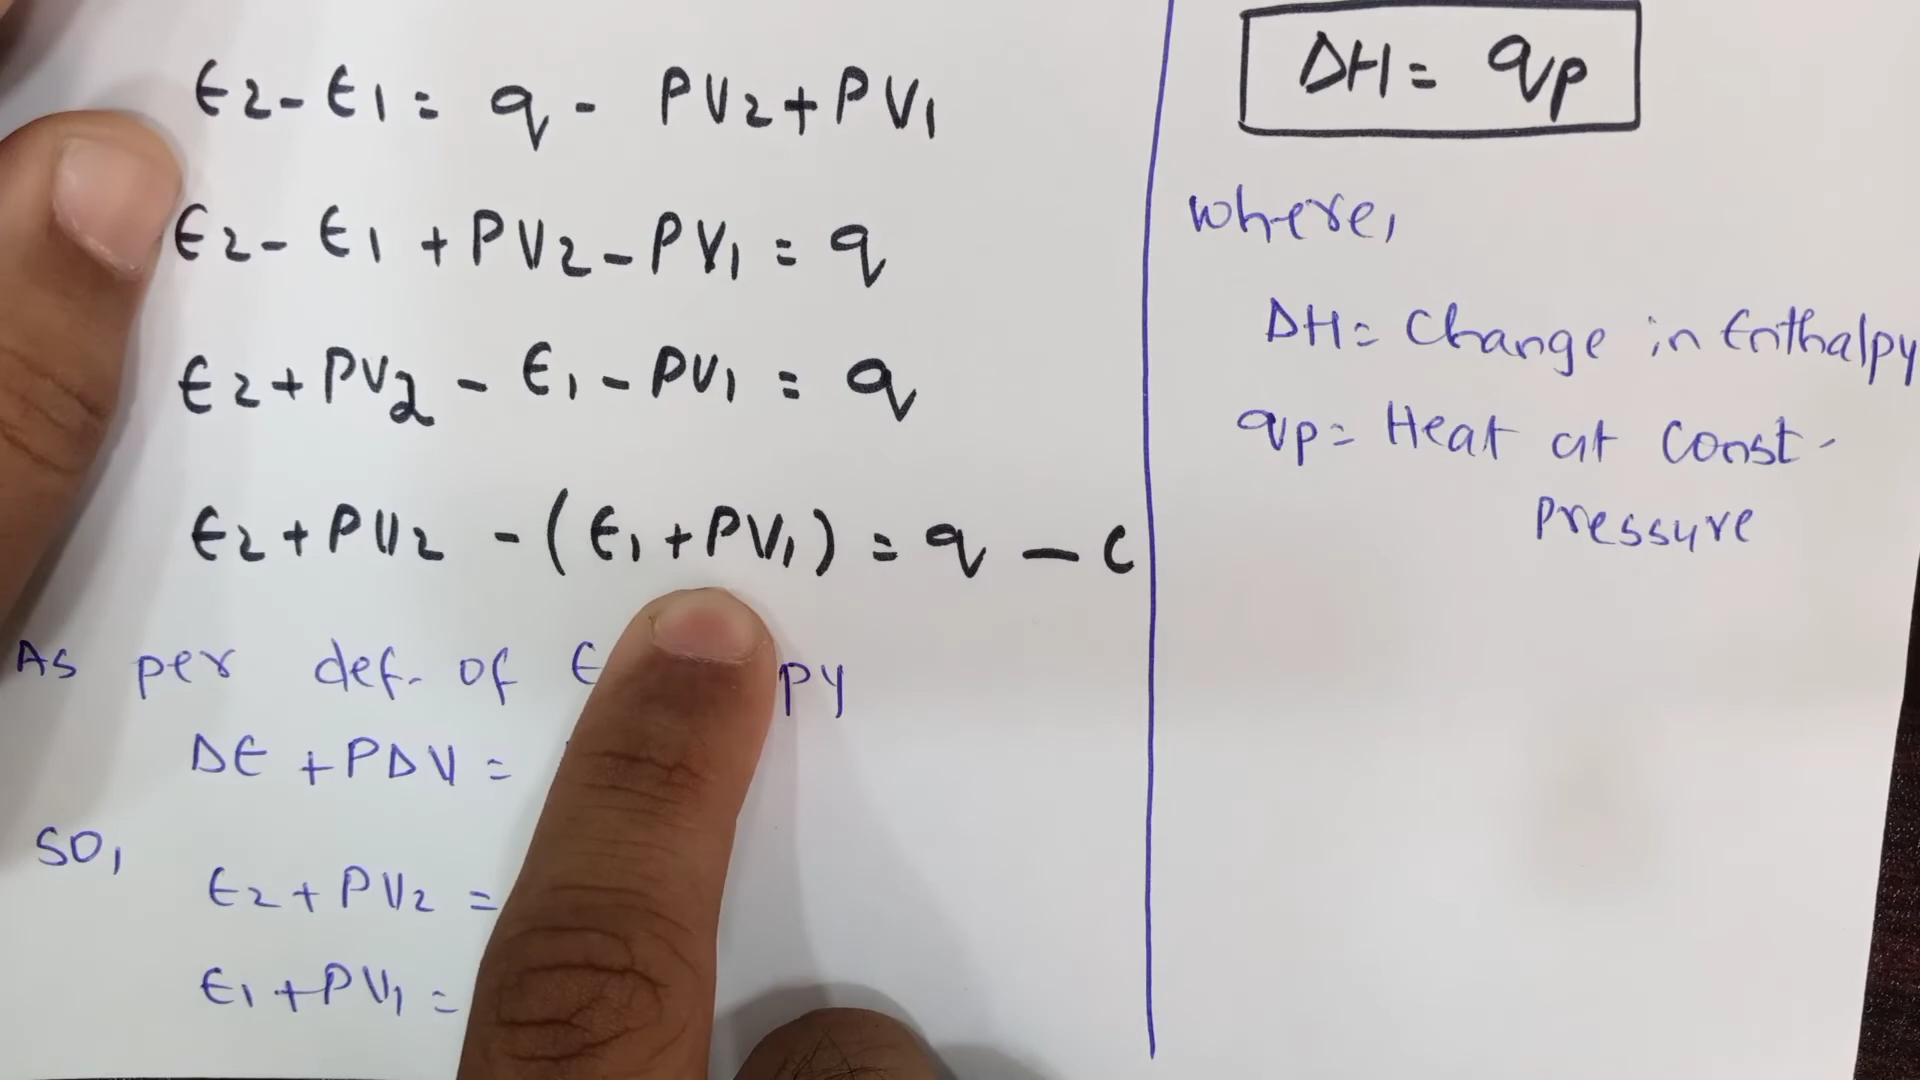 E2 - E1 = q - PV2 + PV1
E2 - E1 + PV2 - PV1 = q
E2 + PV2 - E1 - PV1 = q
E2 + PV2 - (E1 + PV1) = q — C
As per def. of
ΔE + PΔV =
SO,
E2 + PV2 =
E1 + PV1 =
ΔH = qp
where,
ΔH = Change in Enthalpy
qp = Heat at Const-
Pressure